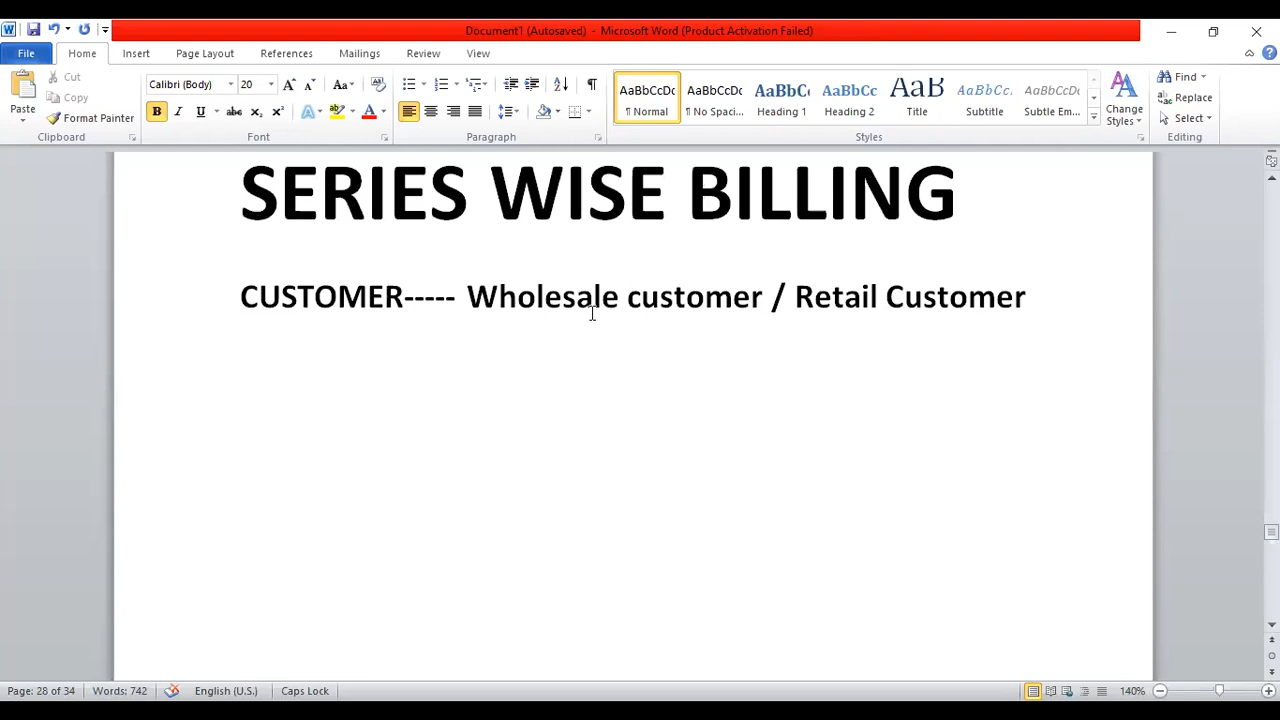 Document1 (Autosaved) - Microsoft Word (Product Activation Failed)
File Home Insert Page Layout References Mailings Review View
Paste
Cut
Copy
Format Painter
Clipboard
Calibri (Body) 20
Font
Paragraph
AaBbCcDc AaBbCcDc AaBbC AaBbCc AaB AaBbCc. AaBbCcDc
¶ Normal ¶ No Spaci... Heading 1 Heading 2 Title Subtitle Subtle Em...
Styles
Change Styles
Find
Replace
Select
Editing
SERIES WISE BILLING
CUSTOMER----- Wholesale customer / Retail Customer
Page: 28 of 34 Words: 742 English (U.S.) Caps Lock 140%